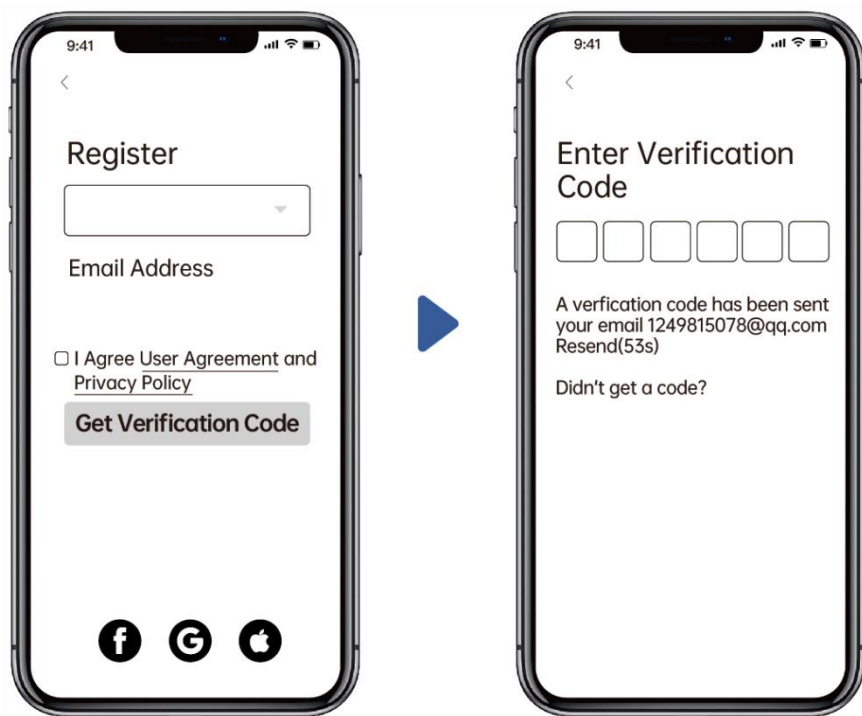 9:41
Register
Email Address
I Agree User Agreement and
Privacy Policy
Get Verification Code
9:41
Enter Verification
Code
A verfication code has been sent
your email 1249815078@qq.com
Resend(53s)
Didn't get a code?